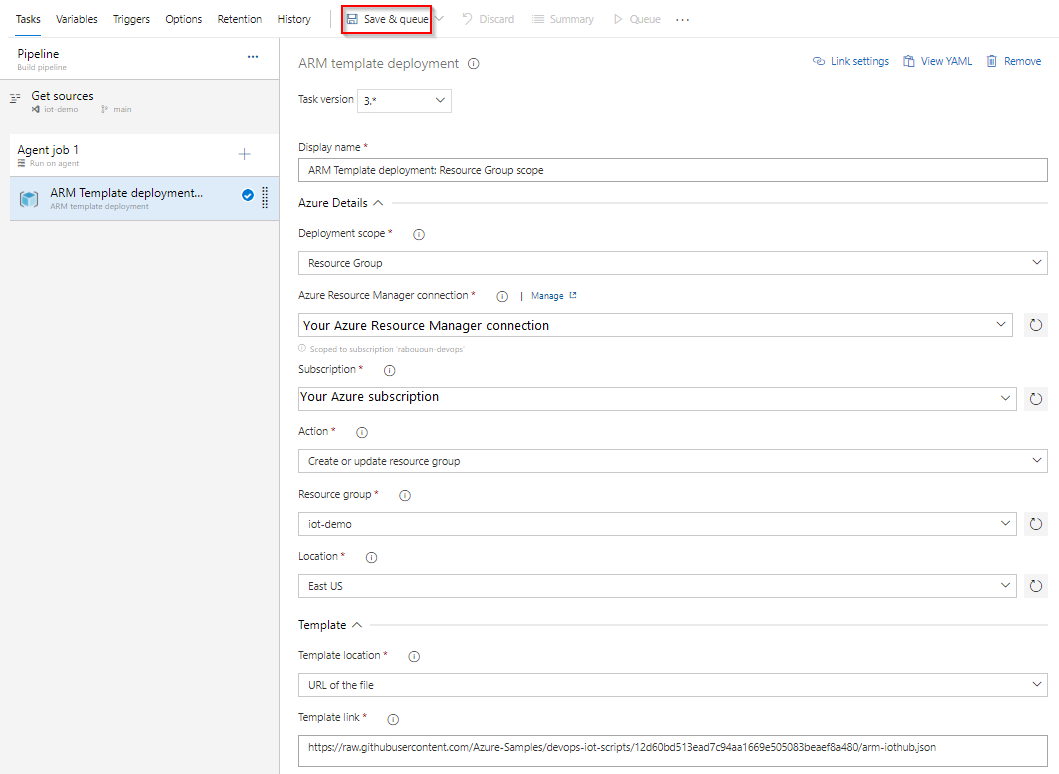 Tasks Variables Triggers Options Retention History Save & queue Discard Summary Queue ...
Pipeline ...
Build pipeline
Get sources
iot-demo main
Agent job 1 +
Run on agent
ARM Template deployment...
ARM template deployment
ARM template deployment Link settings View YAML Remove
Task version 3.*
Display name *
ARM Template deployment: Resource Group scope
Azure Details
Deployment scope *
Resource Group
Azure Resource Manager connection * | Manage
Your Azure Resource Manager connection
Scoped to subscription 'rabououn-devops'
Subscription *
Your Azure subscription
Action *
Create or update resource group
Resource group *
iot-demo
Location *
East US
Template
Template location *
URL of the file
Template link *
https://raw.githubusercontent.com/Azure-Samples/devops-iot-scripts/12d60bd513ead7c94aa1669e505083beaef8a480/arm-iothub.json